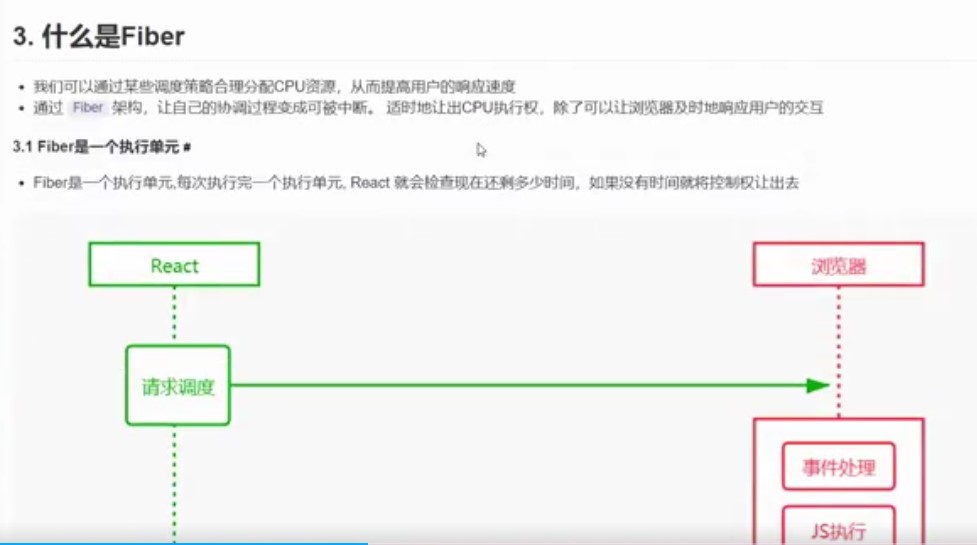 3. 什么是Fiber
我们可以通过某些调度策略合理分配CPU资源，从而提高用户的响应速度
通过 Fiber 架构，让自己的协调过程变成可被中断。 适时地让出CPU执行权，除了可以让浏览器及时地响应用户的交互
3.1 Fiber是一个执行单元 #
Fiber是一个执行单元,每次执行完一个执行单元, React 就会检查现在还剩多少时间，如果没有时间就将控制权让出去
React
浏览器
请求调度
事件处理
JS执行